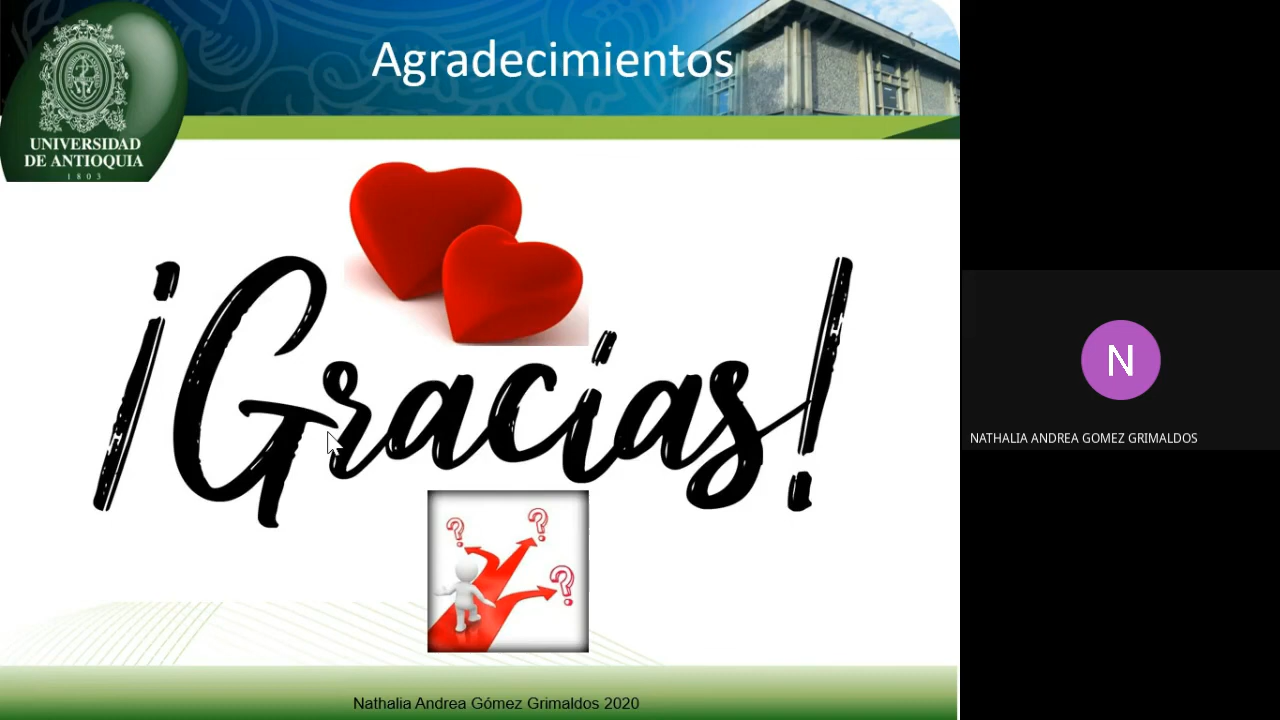 Agradecimientos
UNIVERSIDAD
DE ANTIOQUIA
1803
¡Gracias!
? ? ?
Nathalia Andrea Gómez Grimaldos 2020
N
NATHALIA ANDREA GOMEZ GRIMALDOS